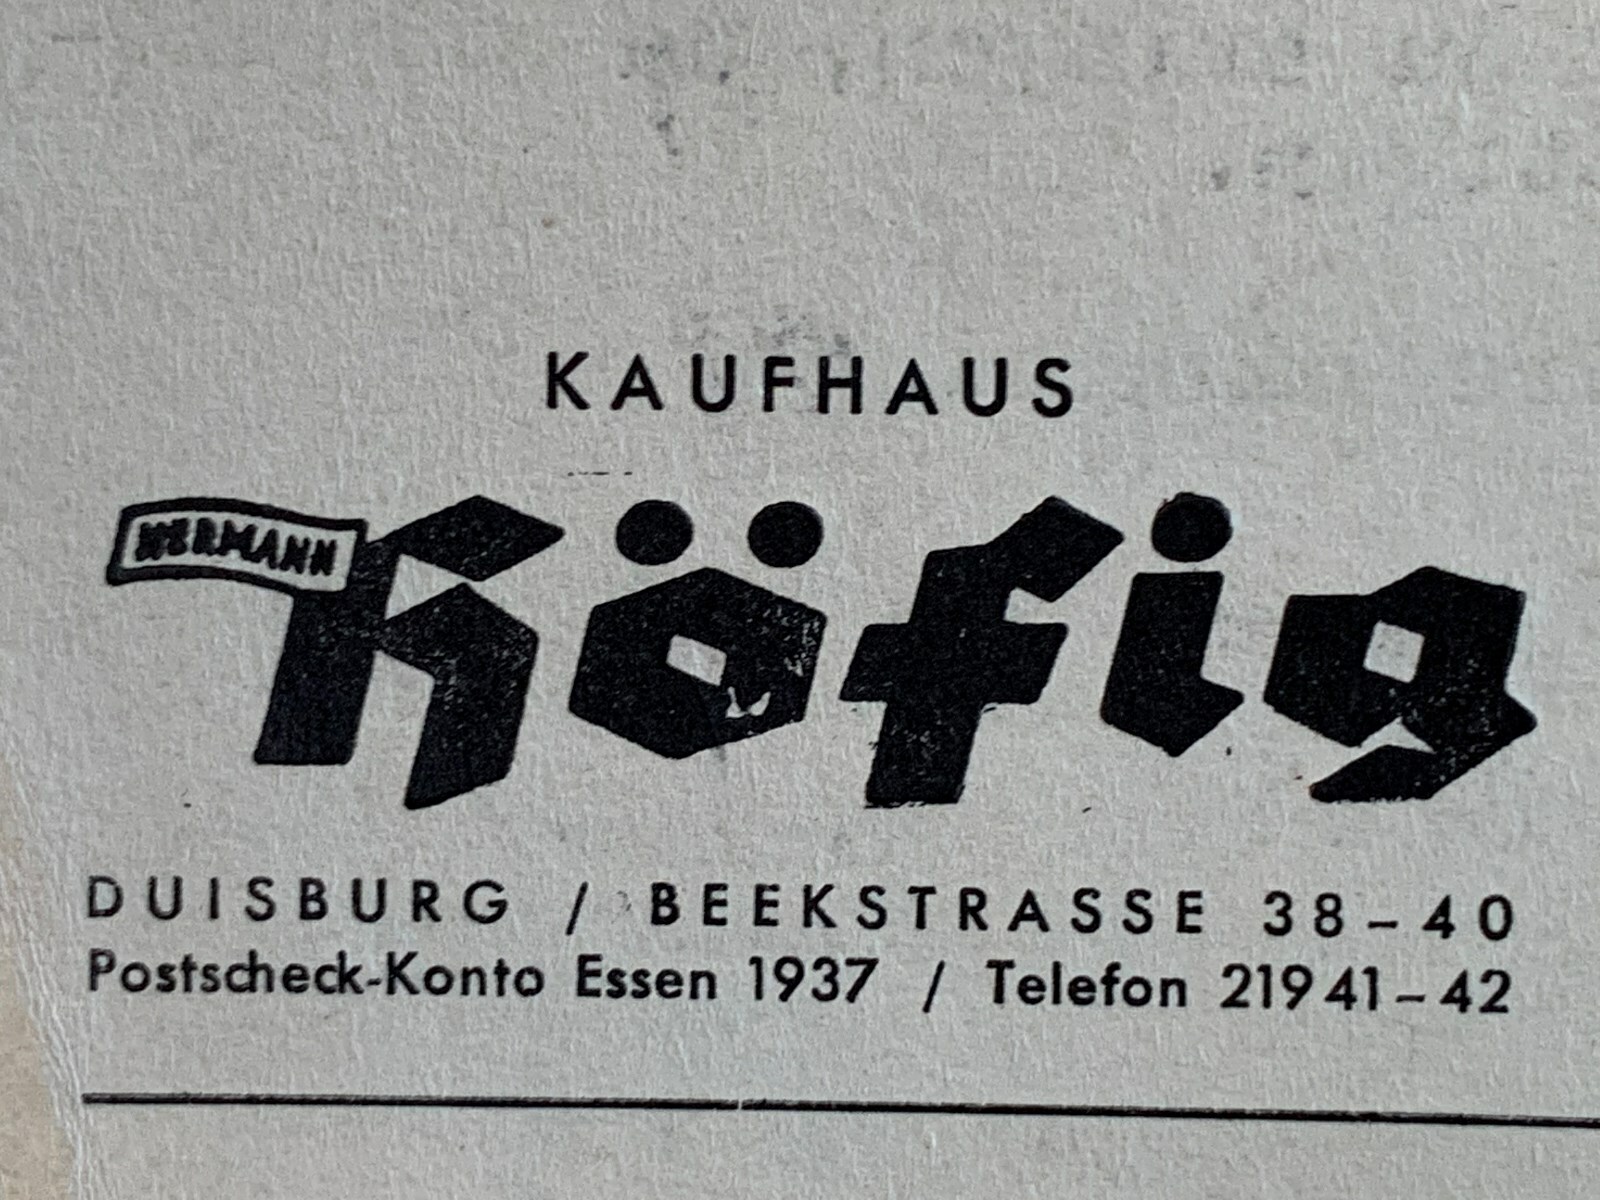 KAUFHAUS
HERMANN
Höfig
DUISBURG / BEEKSTRASSE 38–40
Postscheck-Konto Essen 1937 / Telefon 21941–42